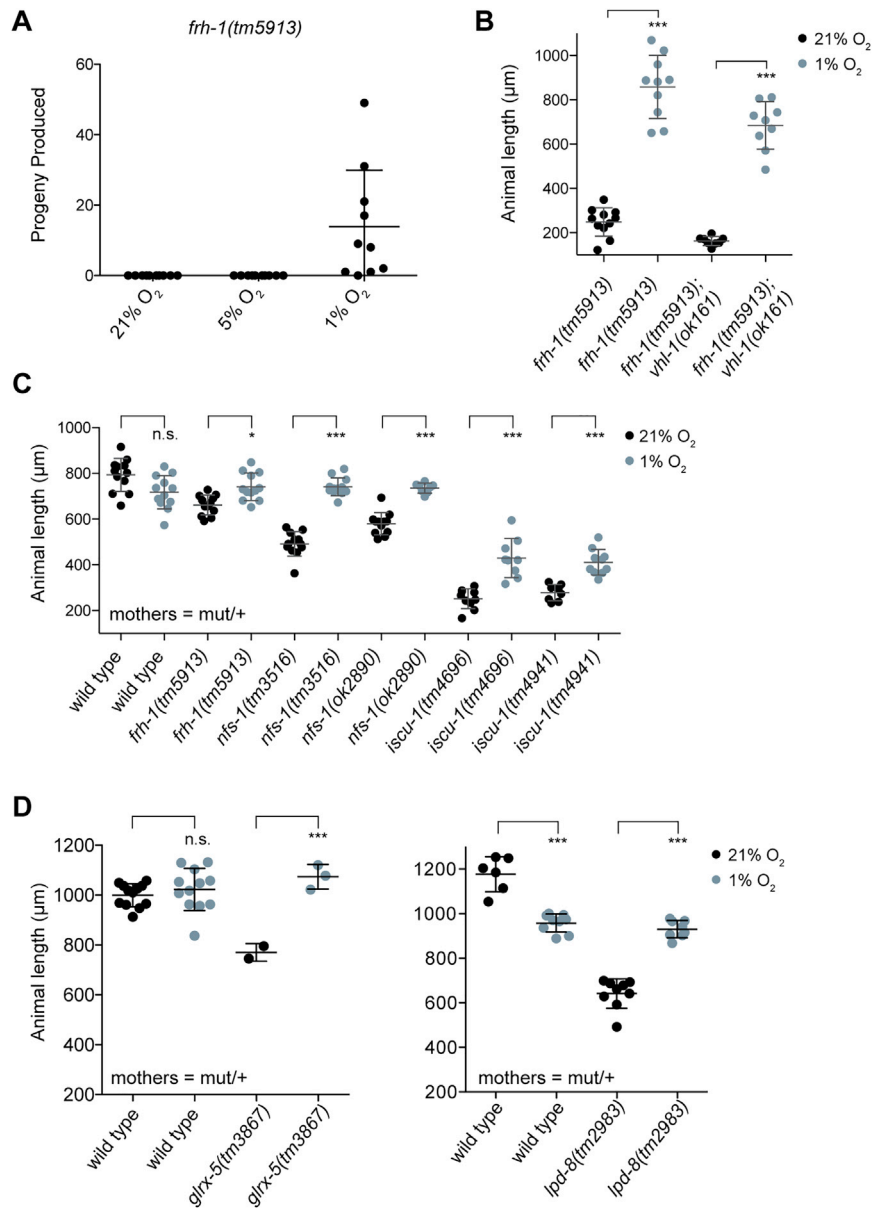 A
frh-1(tm5913)
Progeny Produced
60
40
20
0
21% O2
5% O2
1% O2
B
Animal length (µm)
1000
800
600
400
200
***
***
21% O2
1% O2
frh-1(tm5913)
frh-1(tm5913)
frh-1(tm5913);
vhl-1(ok161)
frh-1(tm5913);
vhl-1(ok161)
C
Animal length (µm)
1000
800
600
400
200
n.s.
*
***
***
***
***
21% O2
1% O2
mothers = mut/+
wild type
wild type
frh-1(tm5913)
frh-1(tm5913)
nfs-1(tm3516)
nfs-1(tm3516)
nfs-1(ok2890)
nfs-1(ok2890)
iscu-1(tm4696)
iscu-1(tm4696)
iscu-1(tm4941)
iscu-1(tm4941)
D
Animal length (µm)
1200
1000
800
600
400
200
n.s.
***
mothers = mut/+
wild type
wild type
glrx-5(tm3867)
glrx-5(tm3867)
1200
1000
800
600
400
200
***
***
21% O2
1% O2
mothers = mut/+
wild type
wild type
lpd-8(tm2983)
lpd-8(tm2983)